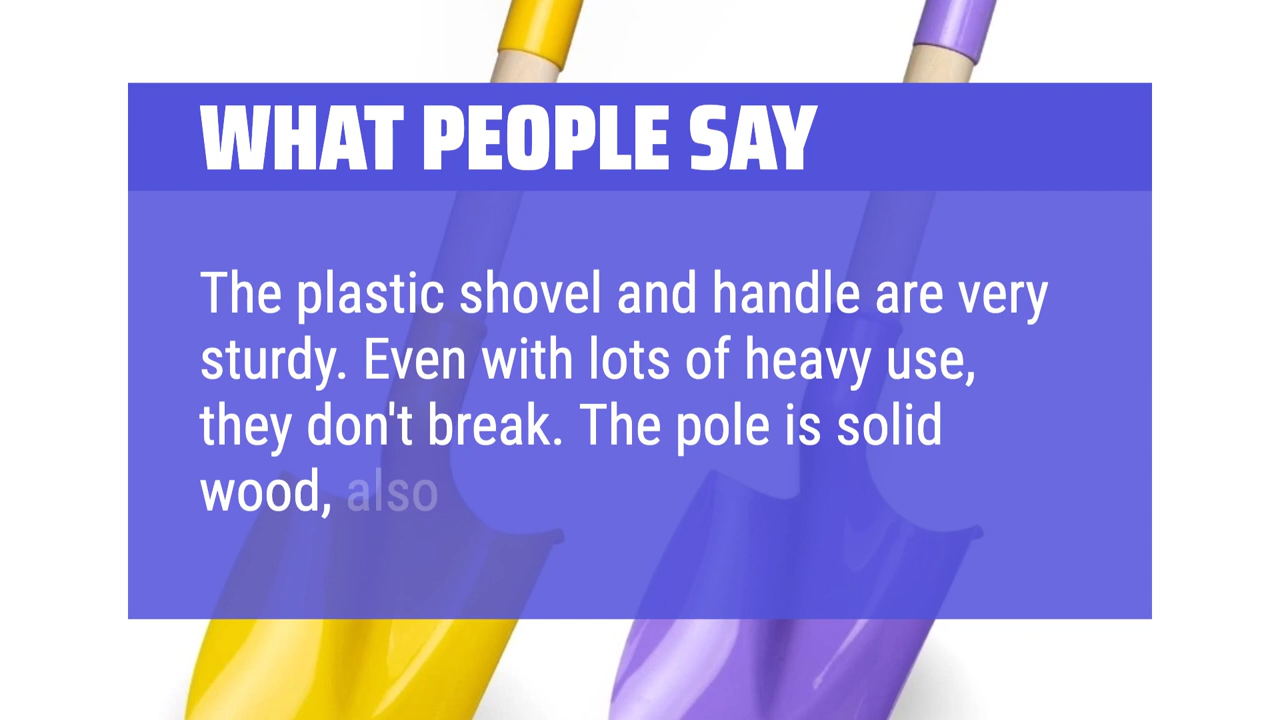 WHAT PEOPLE SAY
The plastic shovel and handle are very
sturdy. Even with lots of heavy use,
they don't break. The pole is solid
wood, also